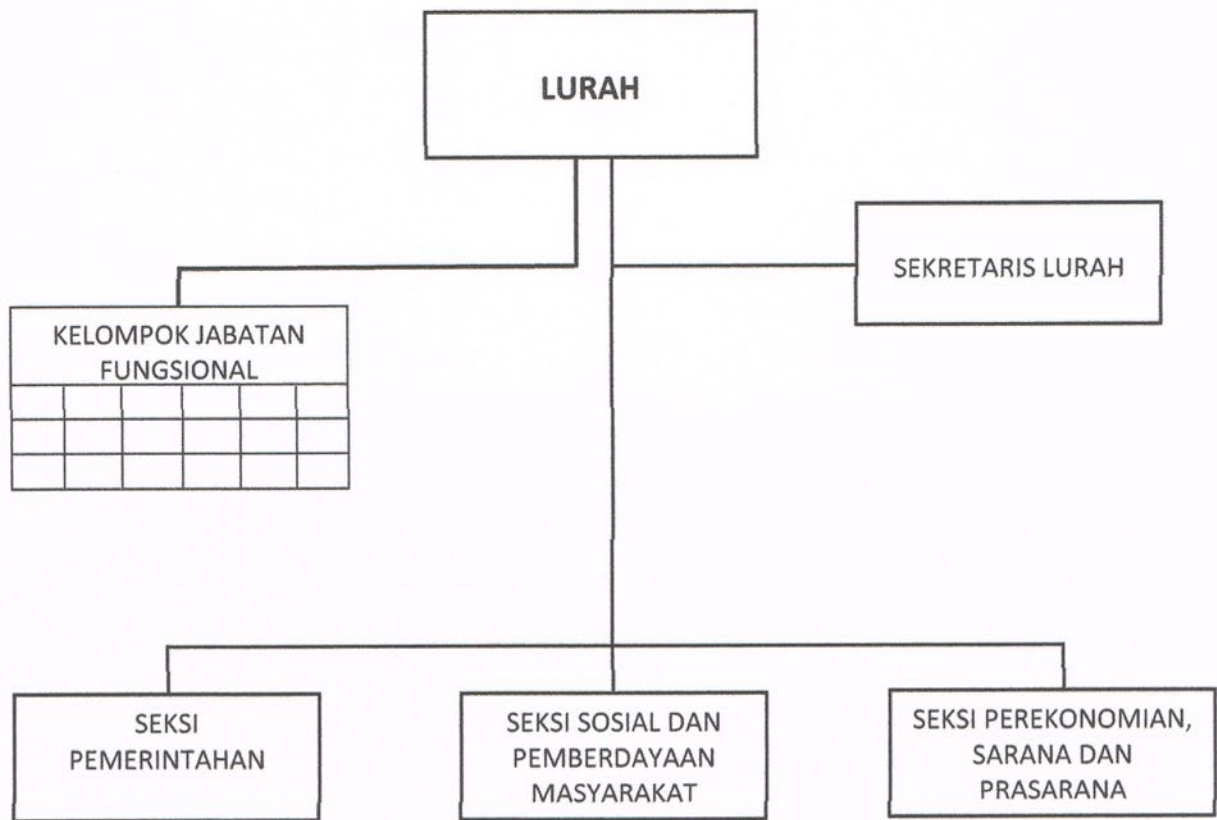 LURAH
SEKRETARIS LURAH
KELOMPOK JABATAN
FUNGSIONAL
SEKSI
PEMERINTAHAN
SEKSI SOSIAL DAN
PEMBERDAYAAN
MASYARAKAT
SEKSI PEREKONOMIAN,
SARANA DAN
PRASARANA